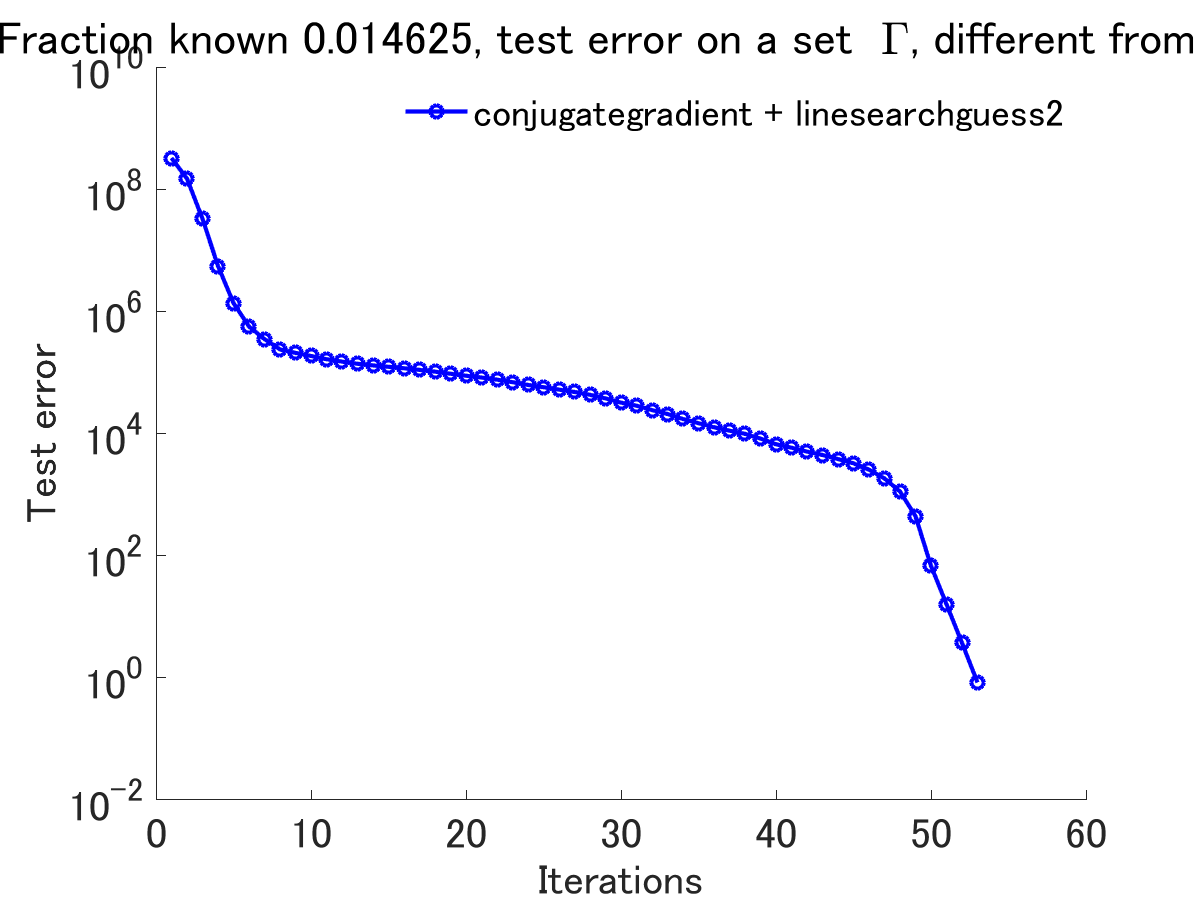 Fraction known 0.014625, test error on a set Γ, different from
10^10
conjugategradient + linesearchguess2
10^8
10^6
10^4
10^2
10^0
10^−2
Test error
0 10 20 30 40 50 60
Iterations